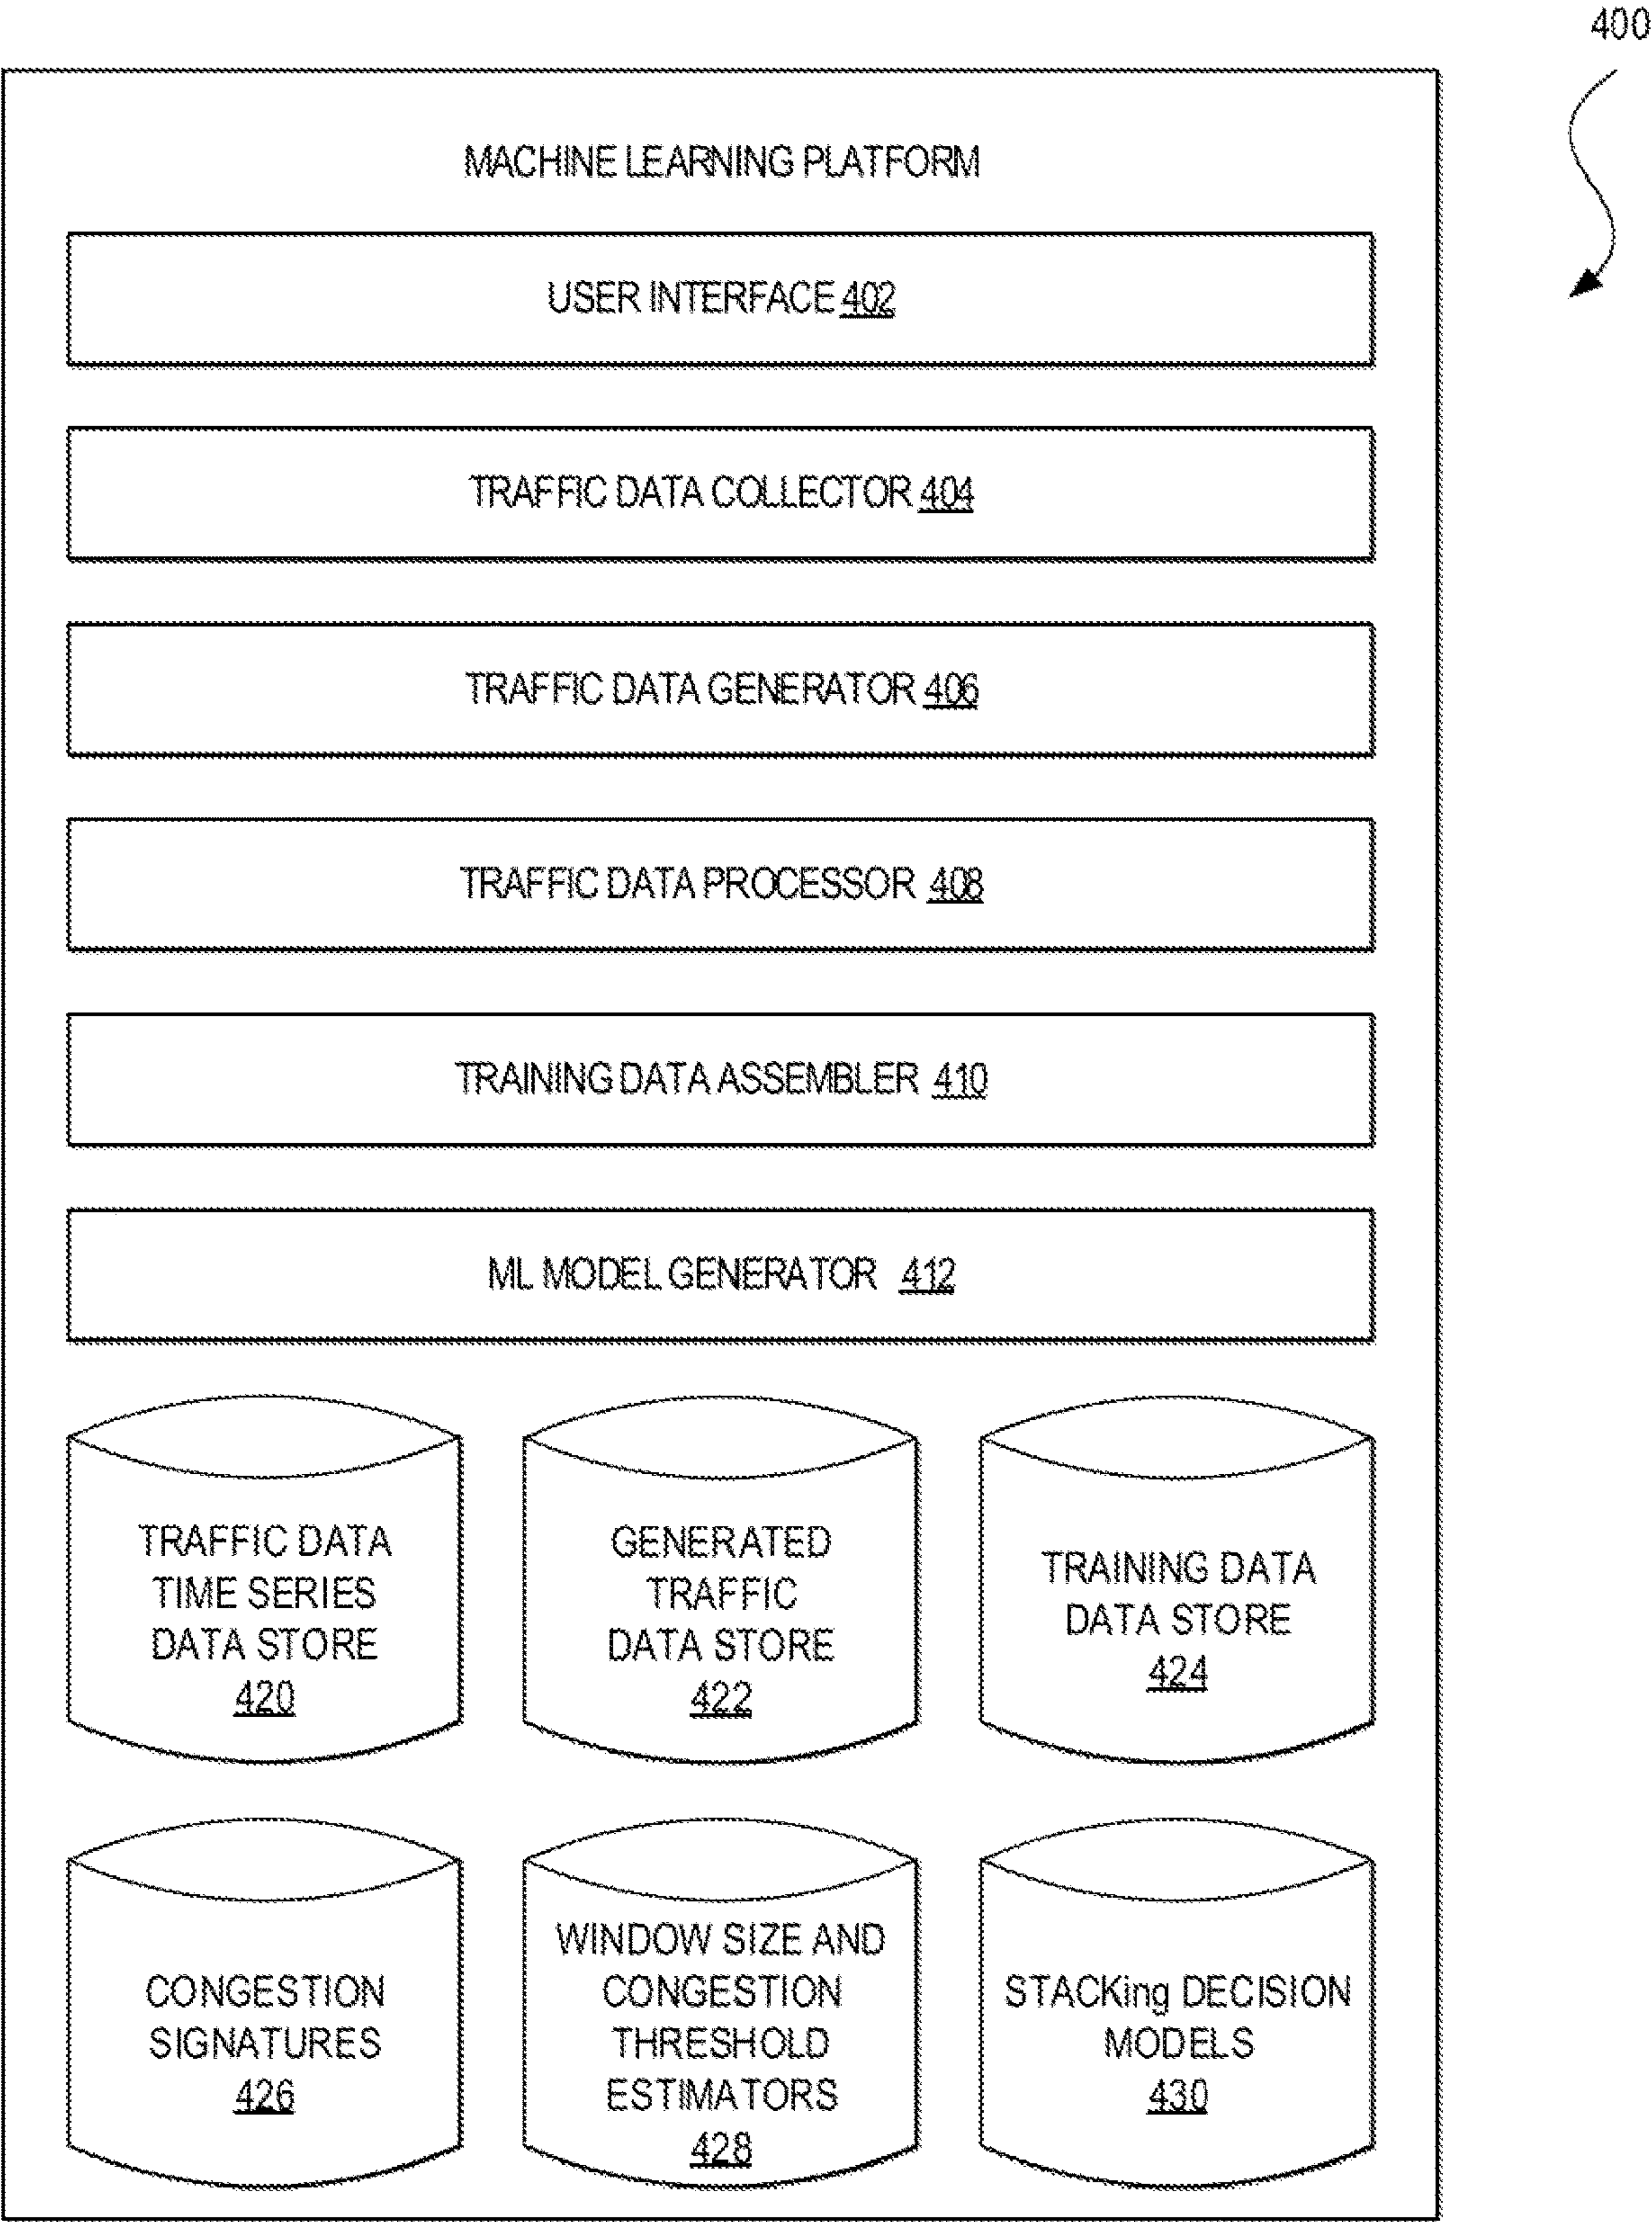 400
MACHINE LEARNING PLATFORM
USER INTERFACE 402
TRAFFIC DATA COLLECTOR 404
TRAFFIC DATA GENERATOR 406
TRAFFIC DATA PROCESSOR 408
TRAINING DATA ASSEMBLER 410
ML MODEL GENERATOR 412
TRAFFIC DATA
TIME SERIES
DATA STORE
420
GENERATED
TRAFFIC
DATA STORE
422
TRAINING DATA
DATA STORE
424
CONGESTION
SIGNATURES
426
WINDOW SIZE AND
CONGESTION
THRESHOLD
ESTIMATORS
428
STACKing DECISION
MODELS
430